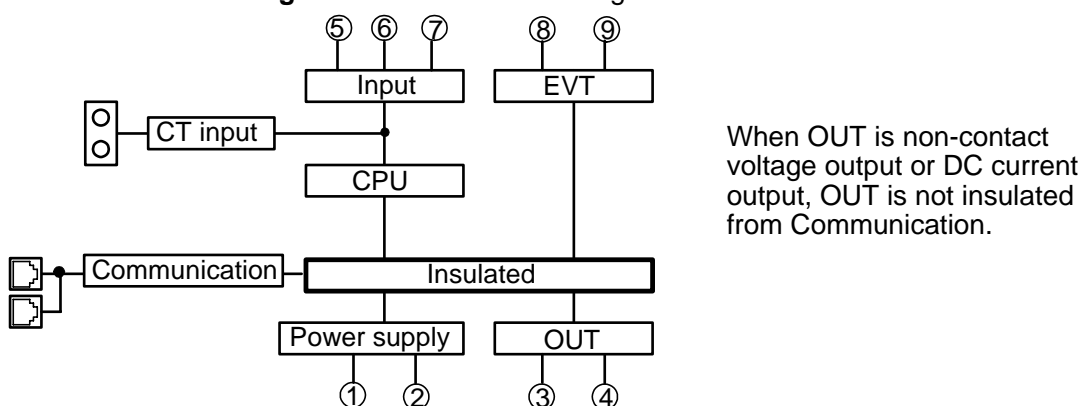 ⑤ ⑥ ⑦ ⑧ ⑨
Input EVT
CT input
CPU
Communication Insulated
Power supply OUT
① ② ③ ④
When OUT is non-contact
voltage output or DC current
output, OUT is not insulated
from Communication.